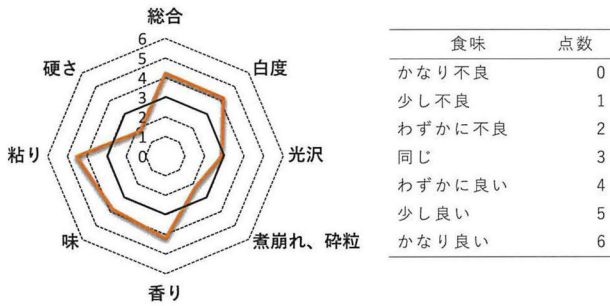 総合
白度
光沢
煮崩れ、砕粒
香り
味
粘り
硬さ
6
5
4
3
2
1
0
食味 点数
かなり不良 0
少し不良 1
わずかに不良 2
同じ 3
わずかに良い 4
少し良い 5
かなり良い 6